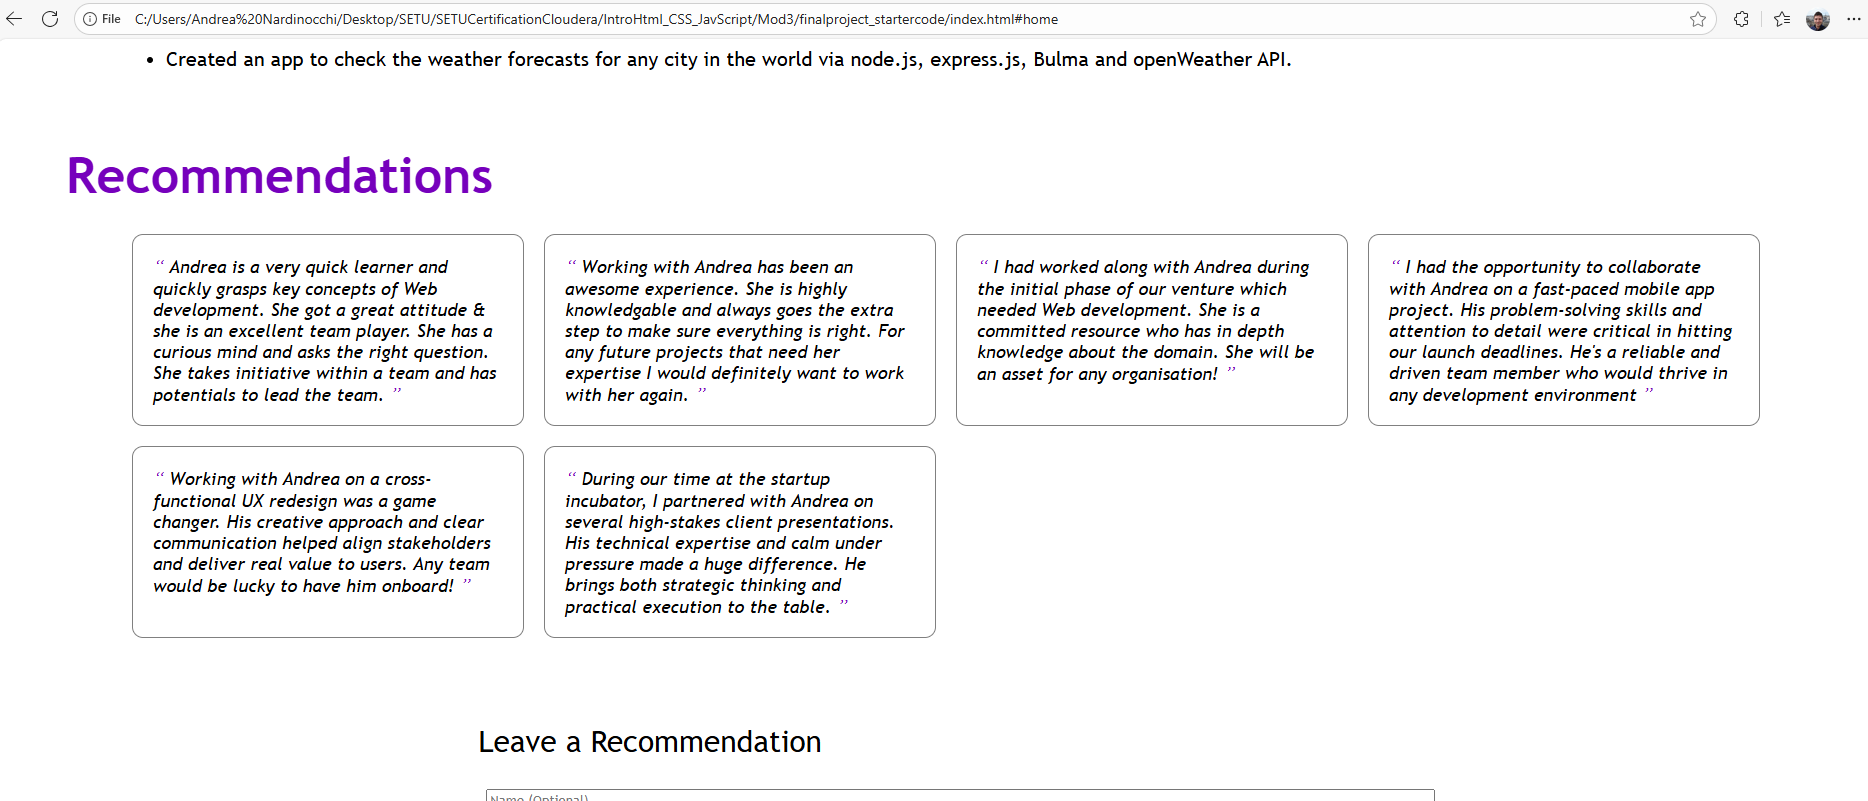 File C:/Users/Andrea%20Nardinocchi/Desktop/SETU/SETUCertificationCloudera/IntroHtml_CSS_JavScript/Mod3/finalproject_startercode/index.html#home
• Created an app to check the weather forecasts for any city in the world via node.js, express.js, Bulma and openWeather API.
Recommendations
“ Andrea is a very quick learner and
quickly grasps key concepts of Web
development. She got a great attitude &
she is an excellent team player. She has a
curious mind and asks the right question.
She takes initiative within a team and has
potentials to lead the team. ”
“ Working with Andrea has been an
awesome experience. She is highly
knowledgable and always goes the extra
step to make sure everything is right. For
any future projects that need her
expertise I would definitely want to work
with her again. ”
“ I had worked along with Andrea during
the initial phase of our venture which
needed Web development. She is a
committed resource who has in depth
knowledge about the domain. She will be
an asset for any organisation! ”
“ I had the opportunity to collaborate
with Andrea on a fast-paced mobile app
project. His problem-solving skills and
attention to detail were critical in hitting
our launch deadlines. He's a reliable and
driven team member who would thrive in
any development environment ”
“ Working with Andrea on a cross-
functional UX redesign was a game
changer. His creative approach and clear
communication helped align stakeholders
and deliver real value to users. Any team
would be lucky to have him onboard! ”
“ During our time at the startup
incubator, I partnered with Andrea on
several high-stakes client presentations.
His technical expertise and calm under
pressure made a huge difference. He
brings both strategic thinking and
practical execution to the table. ”
Leave a Recommendation
Name (Optional)